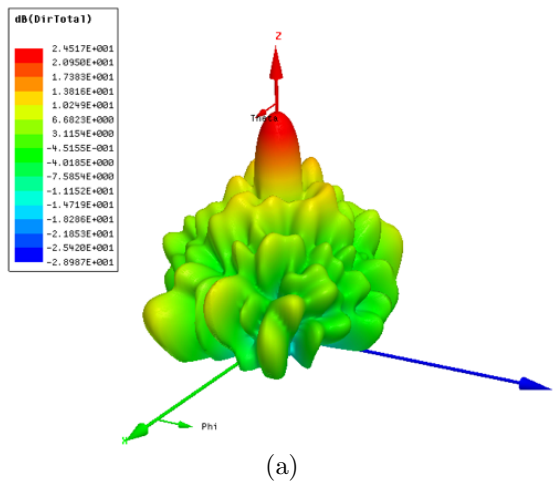 dB(DirTotal)
2.4517E+001
2.0950E+001
1.7383E+001
1.3816E+001
1.0249E+001
6.6823E+000
3.1154E+000
-4.5155E-001
-4.0185E+000
-7.5854E+000
-1.1152E+001
-1.4719E+001
-1.8286E+001
-2.1853E+001
-2.5420E+001
-2.8987E+001
Z
Theta
X
Phi
(a)